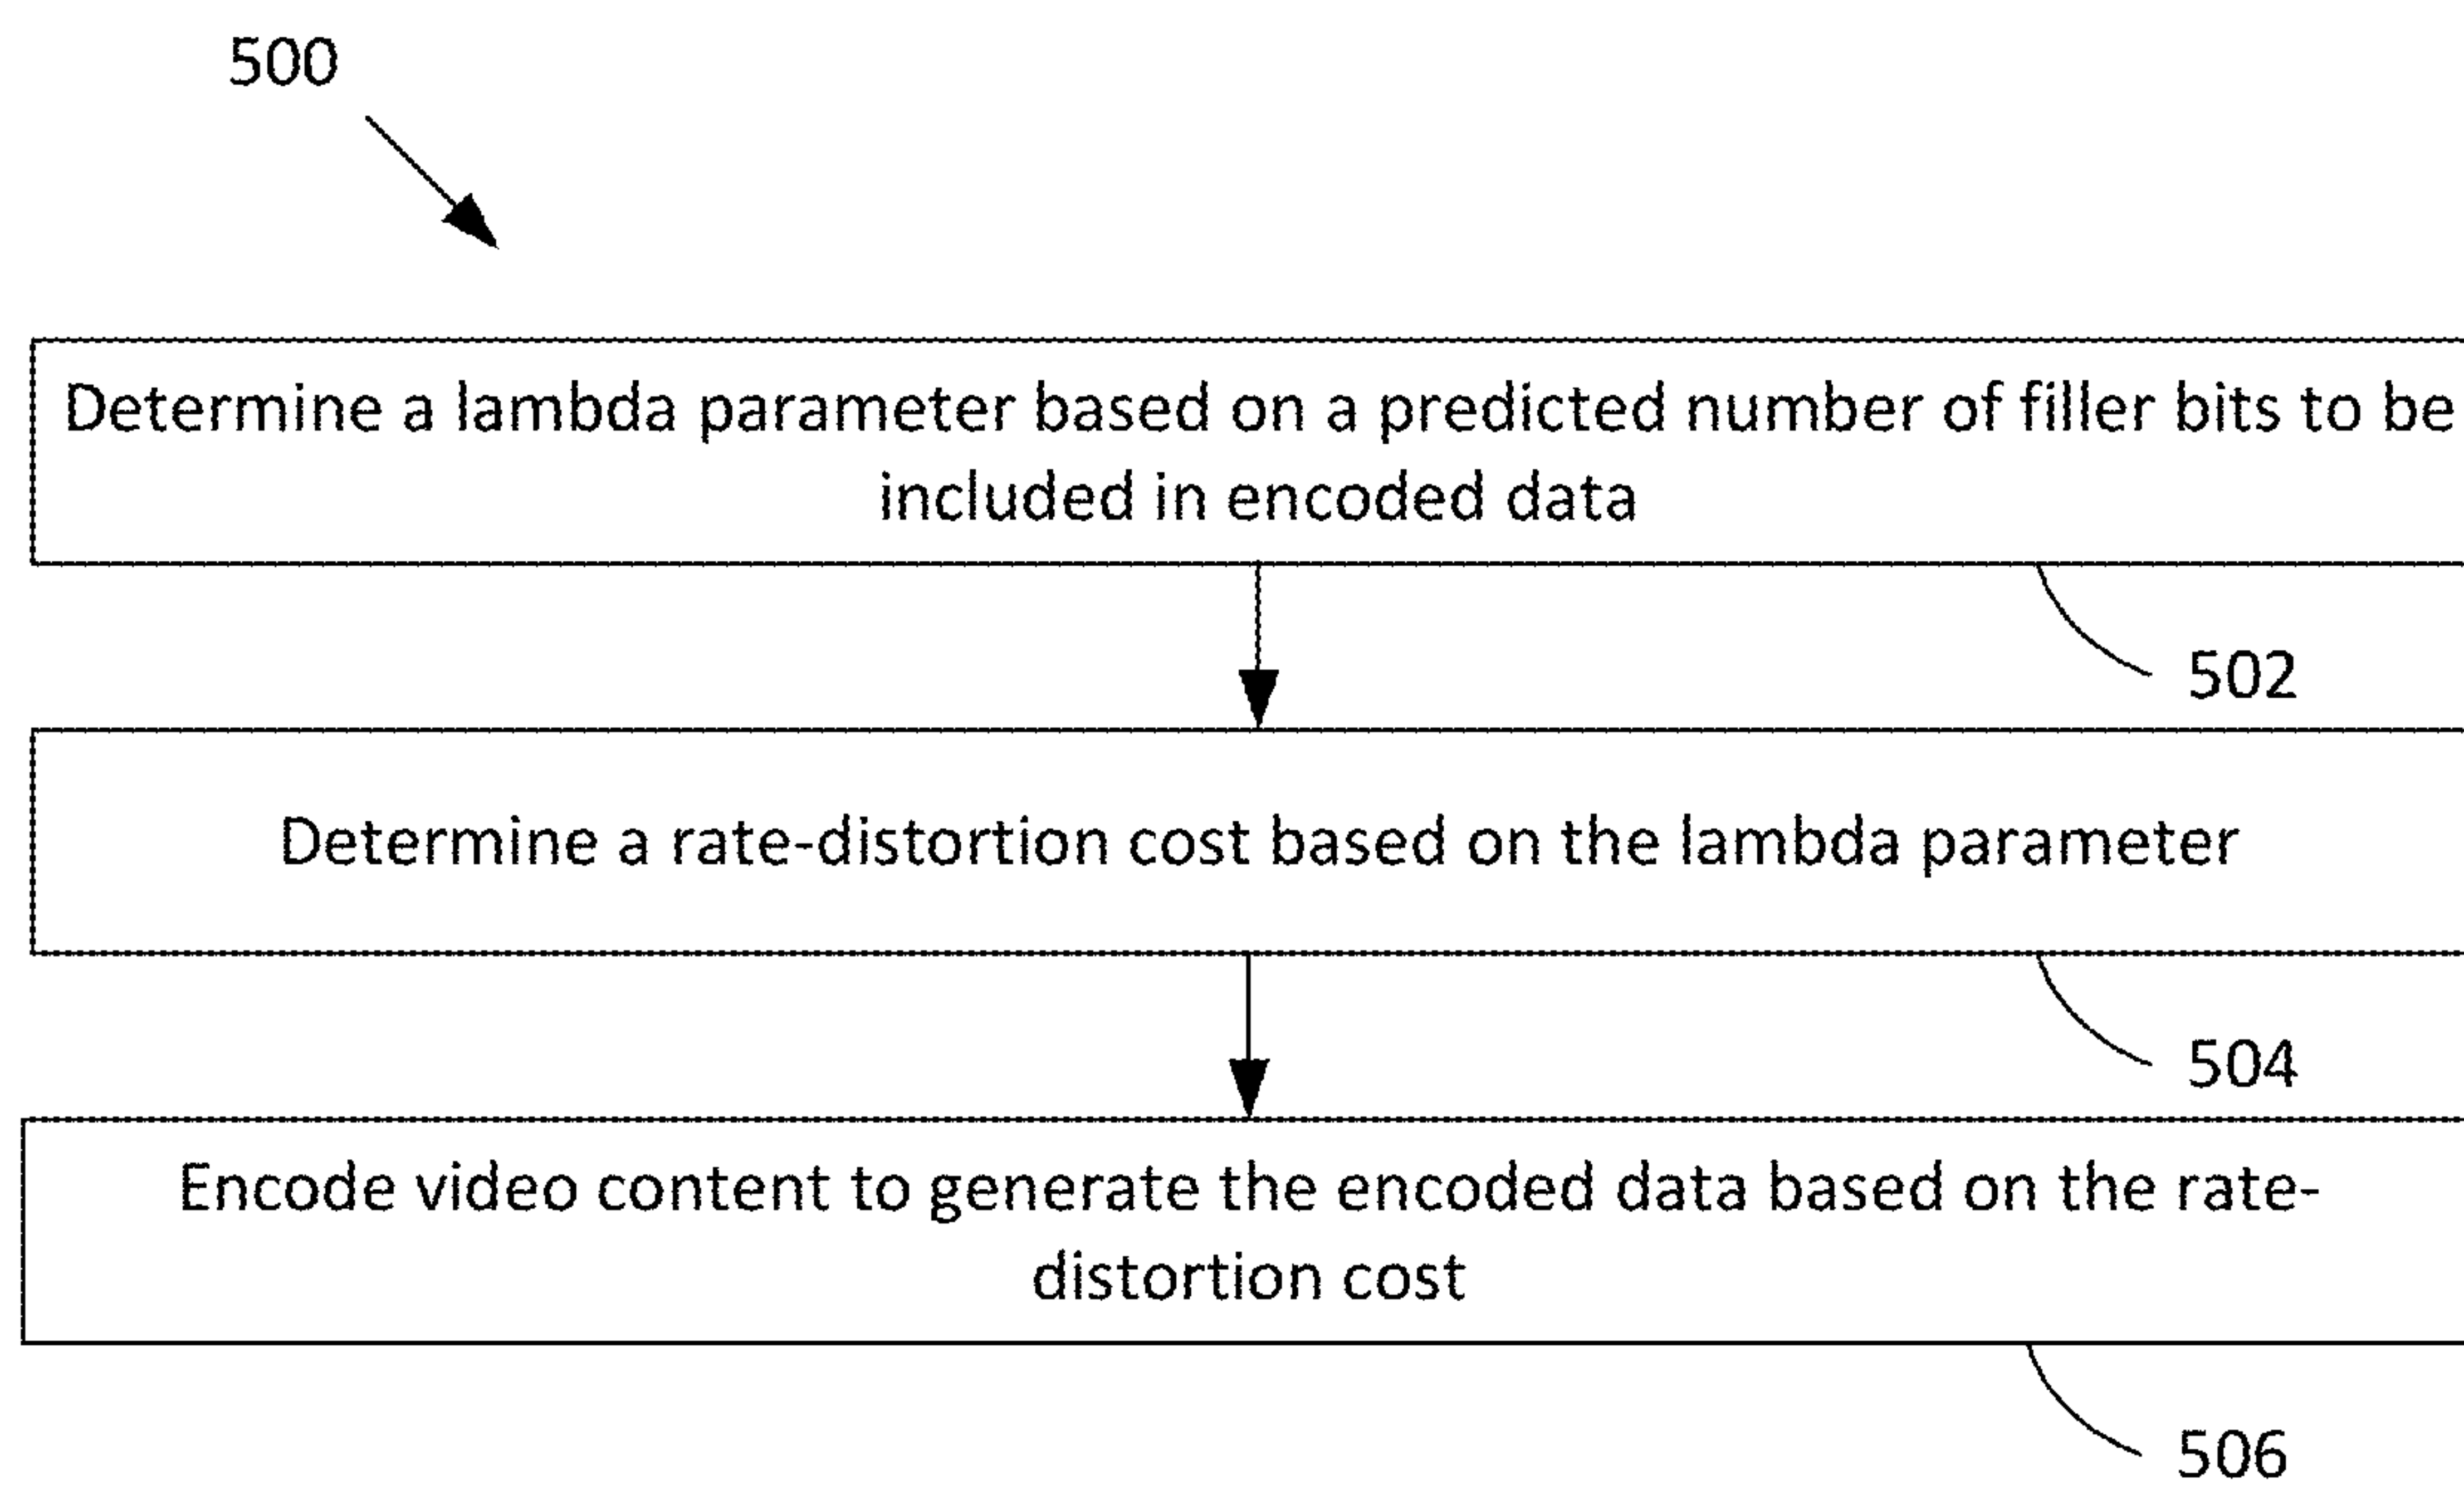 500
Determine a lambda parameter based on a predicted number of filler bits to be
included in encoded data
502
Determine a rate-distortion cost based on the lambda parameter
504
Encode video content to generate the encoded data based on the rate-
distortion cost
506